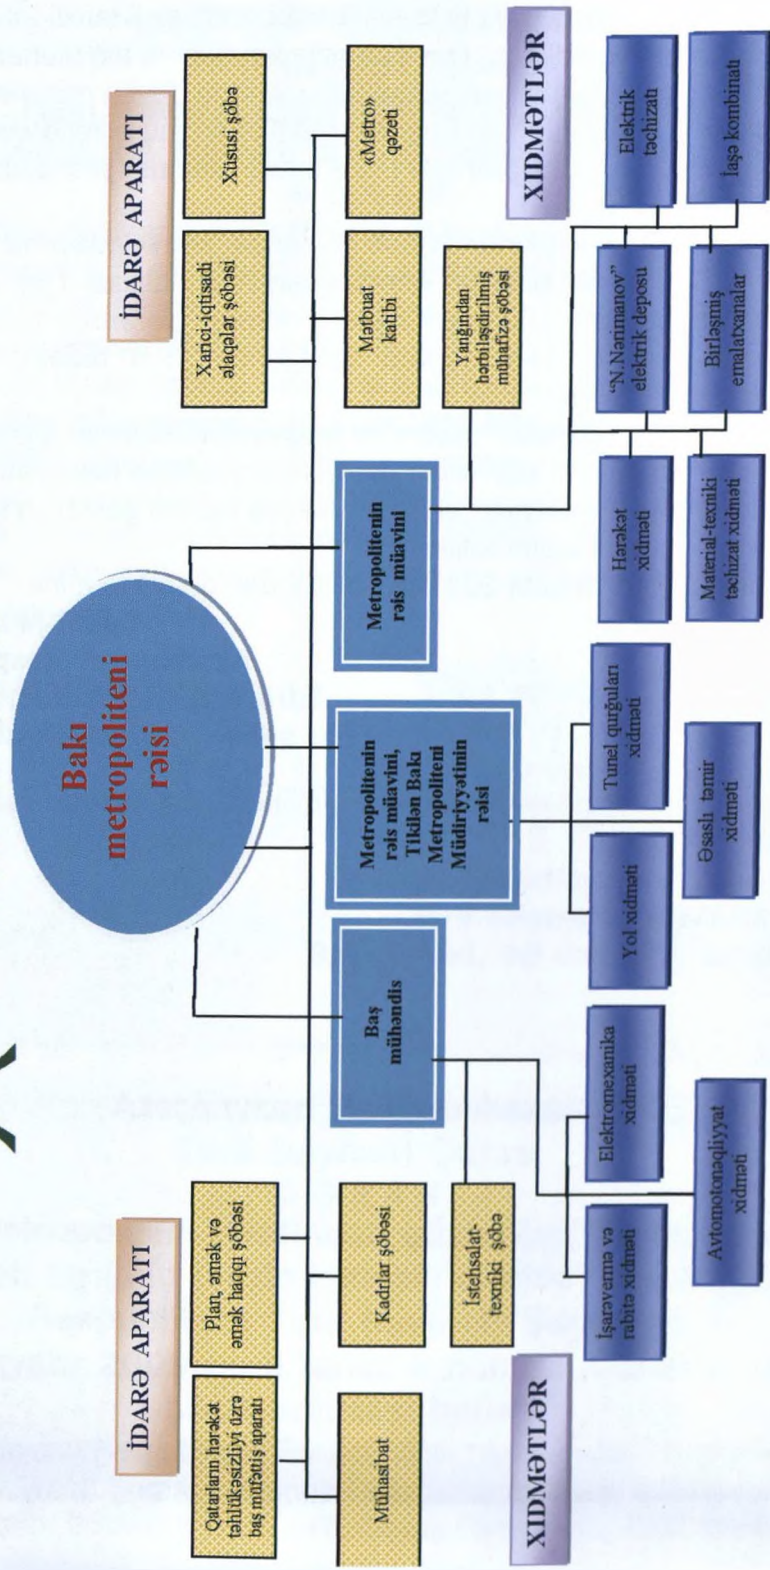 Bakı
metropoliteni
rəisi
İDARƏ APARATI
Qatarların hərəkət
təhlükəsizliyi üzrə
baş müfəttiş aparatı
Plan, əmək və
əmək haqqı şöbəsi
Mühasibat
Kadrlar şöbəsi
İDARƏ APARATI
Xarıcı-iqtisadi
əlaqələr şöbəsi
Xüsusi şöbə
Mətbuat
katibi
«Metro»
qəzeti
Baş
mühəndis
Metropolitenin
rəis müavini,
Tikilən Bakı
Metropoliteni
Müdiriyyətinin
rəisi
Metropolitenin
rəis müavini
İstehsalat-
texniki şöbə
Yanğından
hərbiləşdirilmiş
mühafizə şöbəsi
XIDMƏTLƏR
İşarəvermə və
rabitə xidməti
Elektromexanika
xidməti
Avtomotonəqliyyat
xidməti
Yol xidməti
Tunel qurğuları
xidməti
Əsaslı təmir
xidməti
XIDMƏTLƏR
Hərəkət
xidməti
"N.Nərimanov"
elektrik deposu
Elektrik
təchizatı
Material-texniki
təchizat xidməti
Birləşmiş
emalatxanalar
İaşə kombinatı